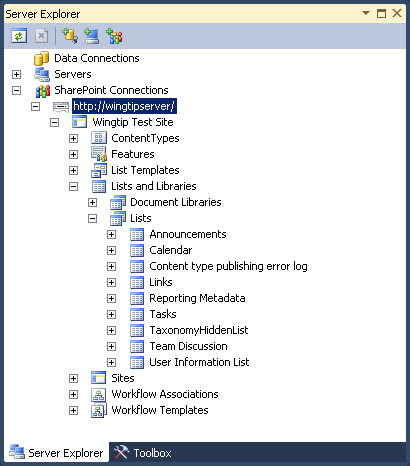 Server Explorer
Data Connections
Servers
SharePoint Connections
http://wingtipserver/
Wingtip Test Site
ContentTypes
Features
List Templates
Lists and Libraries
Document Libraries
Lists
Announcements
Calendar
Content type publishing error log
Links
Reporting Metadata
Tasks
TaxonomyHiddenList
Team Discussion
User Information List
Sites
Workflow Associations
Workflow Templates
Server Explorer Toolbox